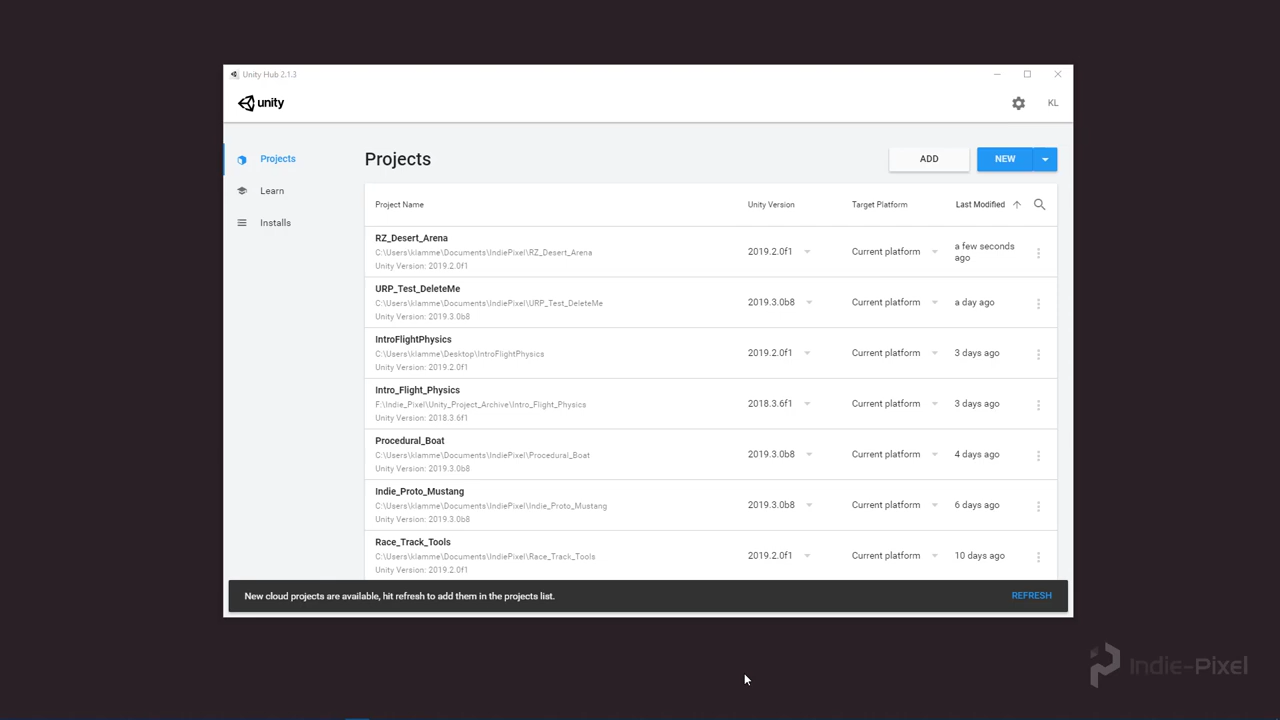 Unity Hub 2.1.3
unity
KL
Projects
Learn
Installs
Projects
ADD
NEW
Project Name
Unity Version
Target Platform
Last Modified
RZ_Desert_Arena
C:\Users\klamme\Documents\IndiePixel\RZ_Desert_Arena
Unity Version: 2019.2.0f1
2019.2.0f1
Current platform
a few seconds
ago
URP_Test_DeleteMe
C:\Users\klamme\Documents\IndiePixel\URP_Test_DeleteMe
Unity Version: 2019.3.0b8
2019.3.0b8
Current platform
a day ago
IntroFlightPhysics
C:\Users\klamme\Desktop\IntroFlightPhysics
Unity Version: 2019.2.0f1
2019.2.0f1
Current platform
3 days ago
Intro_Flight_Physics
F:\Indie_Pixel\Unity_Project_Archive\Intro_Flight_Physics
Unity Version: 2018.3.6f1
2018.3.6f1
Current platform
3 days ago
Procedural_Boat
C:\Users\klamme\Documents\IndiePixel\Procedural_Boat
Unity Version: 2019.3.0b8
2019.3.0b8
Current platform
4 days ago
Indie_Proto_Mustang
C:\Users\klamme\Documents\IndiePixel\Indie_Proto_Mustang
Unity Version: 2019.3.0b8
2019.3.0b8
Current platform
6 days ago
Race_Track_Tools
C:\Users\klamme\Documents\IndiePixel\Race_Track_Tools
Unity Version: 2019.2.0f1
2019.2.0f1
Current platform
10 days ago
New cloud projects are available, hit refresh to add them in the projects list.
REFRESH
Indie-Pixel